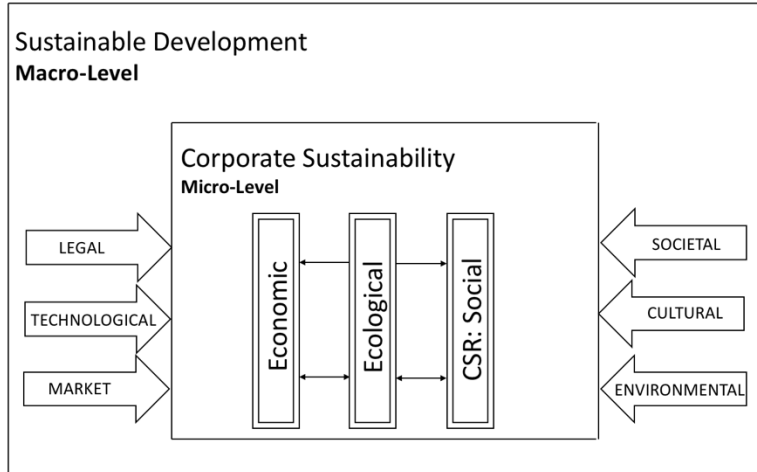 Sustainable Development
Macro-Level
Corporate Sustainability
Micro-Level
LEGAL
TECHNOLOGICAL
MARKET
Economic
Ecological
CSR: Social
SOCIETAL
CULTURAL
ENVIRONMENTAL